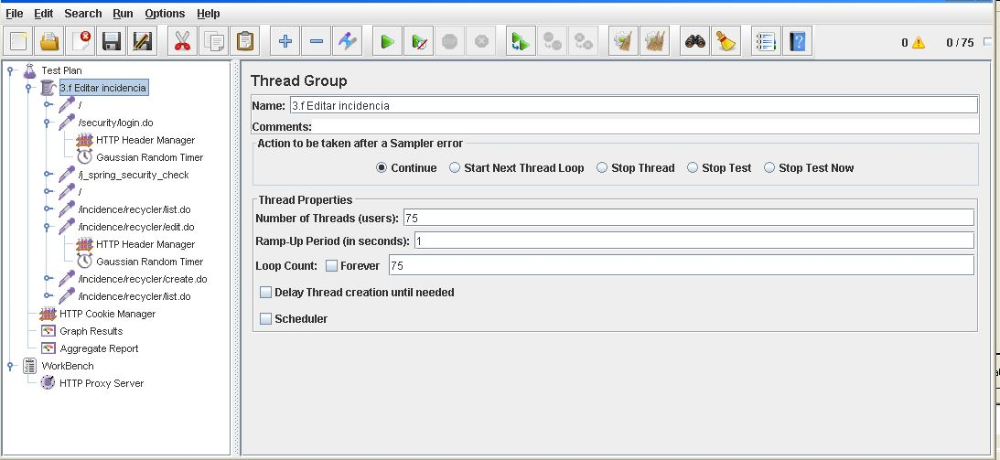 File Edit Search Run Options Help
0 0 / 75
Test Plan
3.f Editar incidencia
/
/security/login.do
HTTP Header Manager
Gaussian Random Timer
/j_spring_security_check
/
/incidence/recycler/list.do
/incidence/recycler/edit.do
HTTP Header Manager
Gaussian Random Timer
/incidence/recycler/create.do
/incidence/recycler/list.do
HTTP Cookie Manager
Graph Results
Aggregate Report
WorkBench
HTTP Proxy Server
Thread Group
Name: 3.f Editar incidencia
Comments:
Action to be taken after a Sampler error
Continue Start Next Thread Loop Stop Thread Stop Test Stop Test Now
Thread Properties
Number of Threads (users): 75
Ramp-Up Period (in seconds): 1
Loop Count: Forever 75
Delay Thread creation until needed
Scheduler